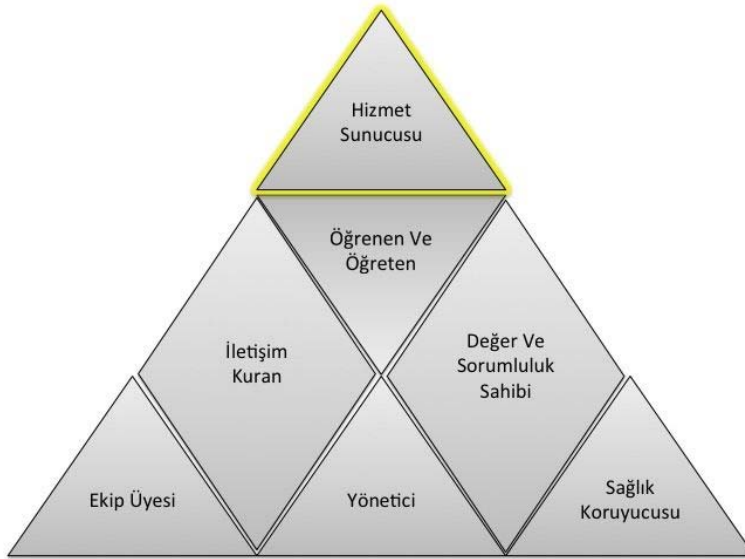 Hizmet
Sunucusu
Öğrenen Ve
Öğreten
İletişim
Kuran
Değer Ve
Sorumluluk
Sahibi
Ekip Üyesi
Yönetici
Sağlık
Koruyucusu